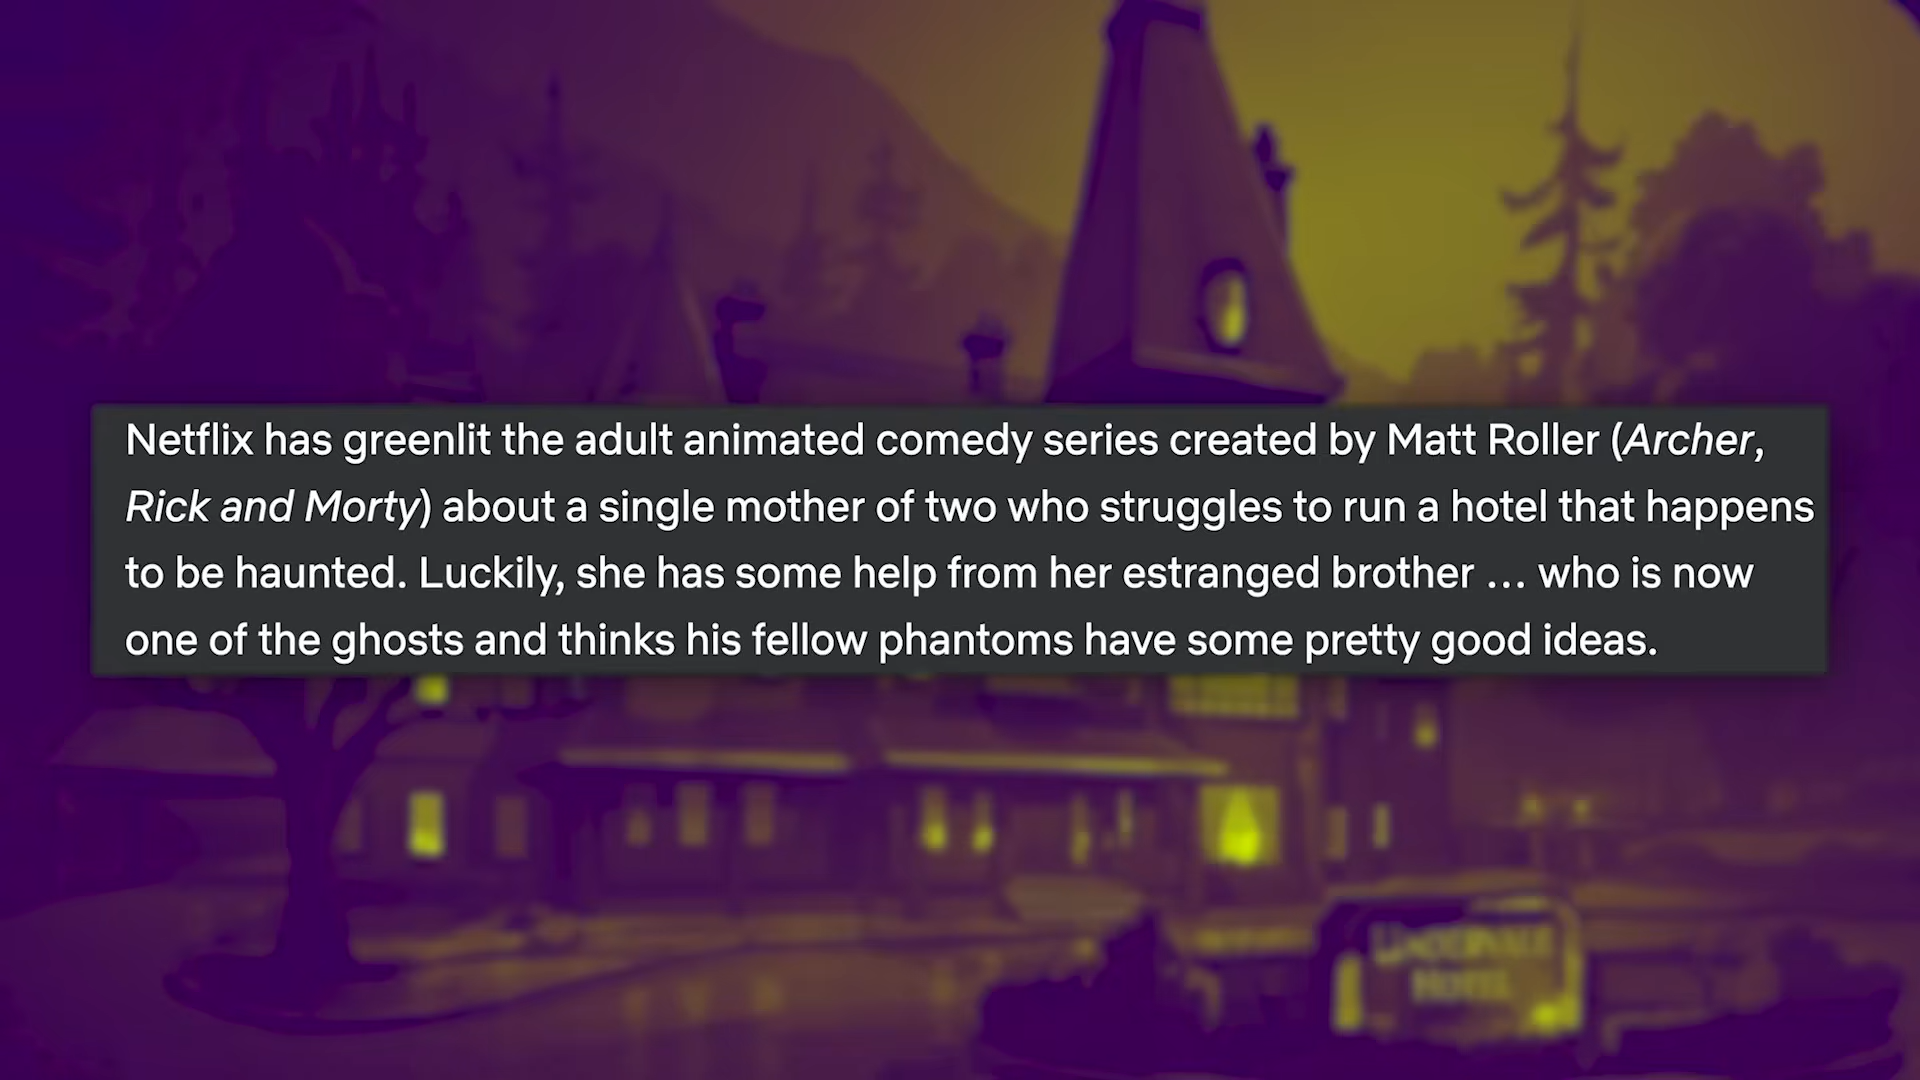 Netflix has greenlit the adult animated comedy series created by Matt Roller (Archer,
Rick and Morty) about a single mother of two who struggles to run a hotel that happens
to be haunted. Luckily, she has some help from her estranged brother … who is now
one of the ghosts and thinks his fellow phantoms have some pretty good ideas.
HOTEL